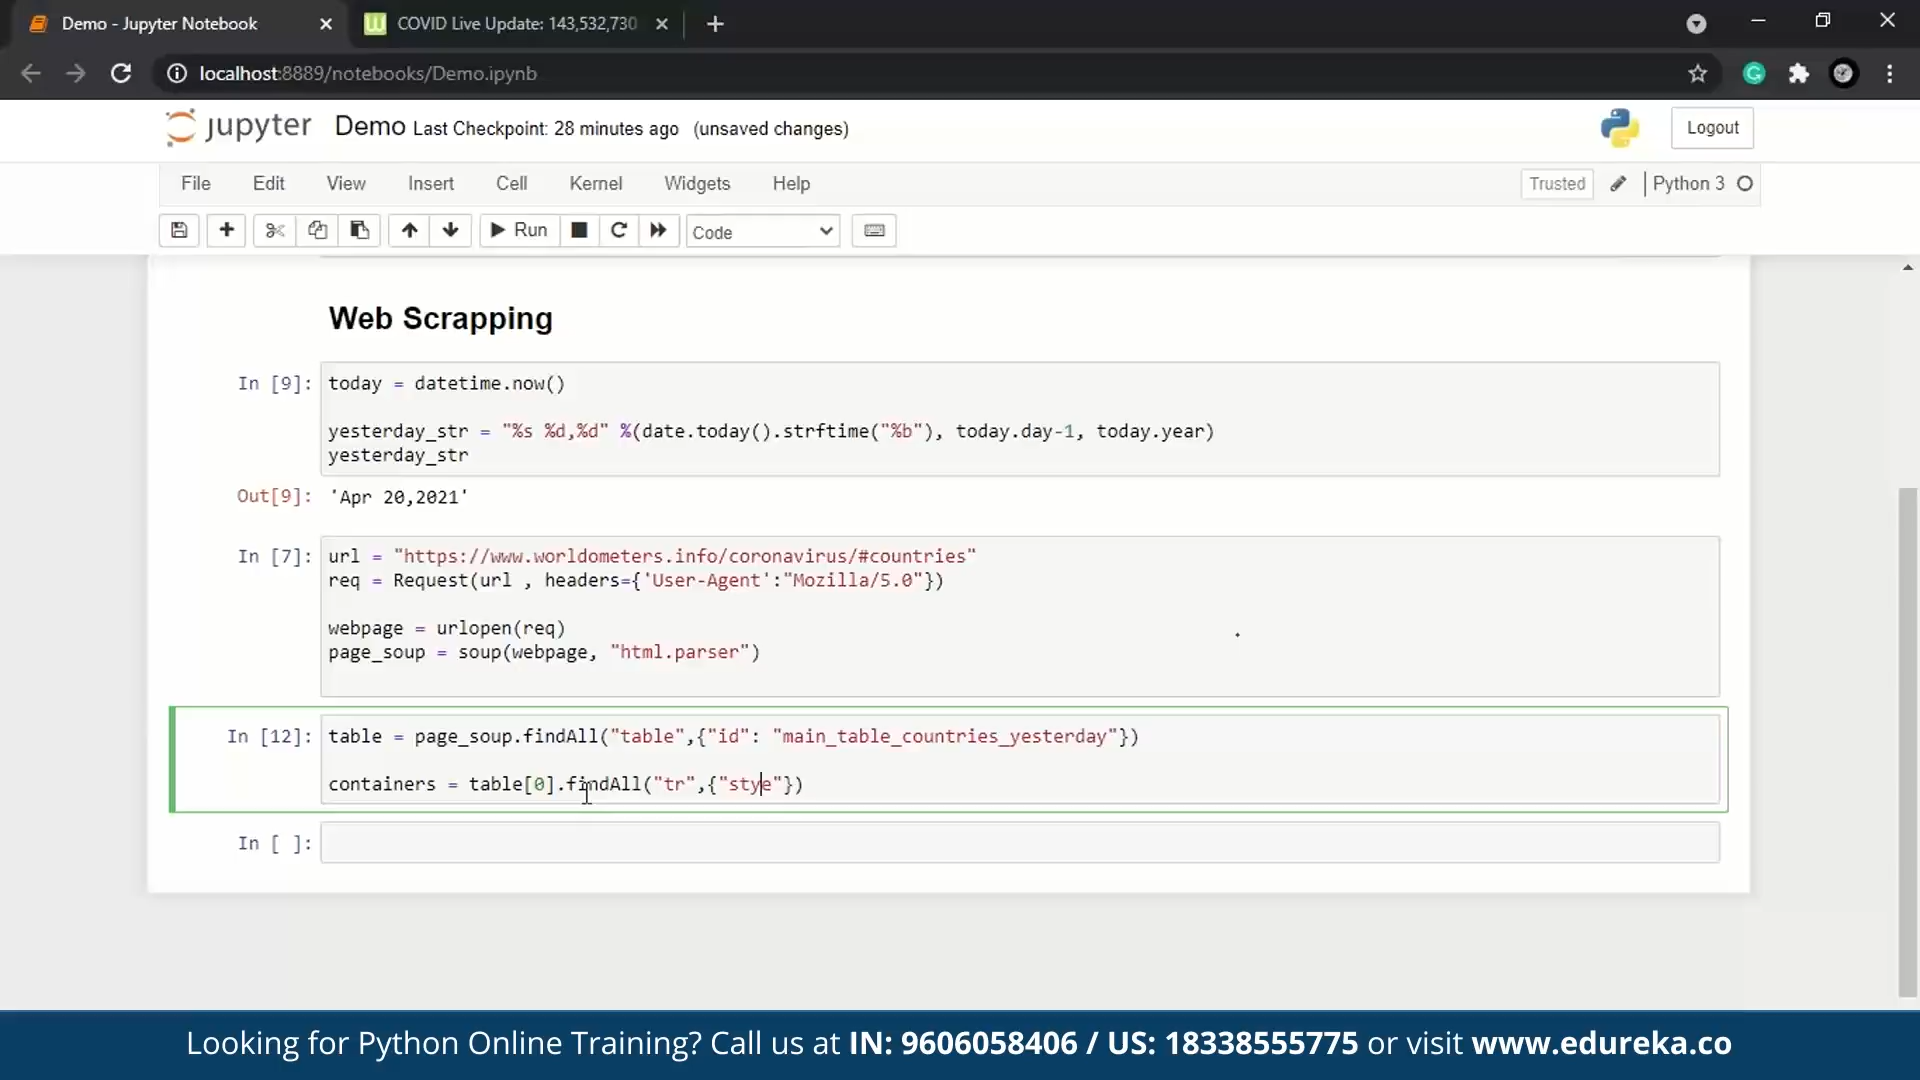 Demo - Jupyter Notebook
COVID Live Update: 143,532,730
localhost:8889/notebooks/Demo.ipynb
jupyter Demo Last Checkpoint: 28 minutes ago (unsaved changes)
Logout
File Edit View Insert Cell Kernel Widgets Help
Trusted
Python 3
Run
Code
Web Scrapping
In [9]: today = datetime.now()
yesterday_str = "%s %d,%d" %(date.today().strftime("%b"), today.day-1, today.year)
yesterday_str
Out[9]: 'Apr 20,2021'
In [7]: url = "https://www.worldometers.info/coronavirus/#countries"
req = Request(url , headers={'User-Agent':"Mozilla/5.0"})
webpage = urlopen(req)
page_soup = soup(webpage, "html.parser")
In [12]: table = page_soup.findAll("table",{"id": "main_table_countries_yesterday"})
containers = table[0].findAll("tr",{"stye"})
In [ ]:
Looking for Python Online Training? Call us at IN: 9606058406 / US: 18338555775 or visit www.edureka.co